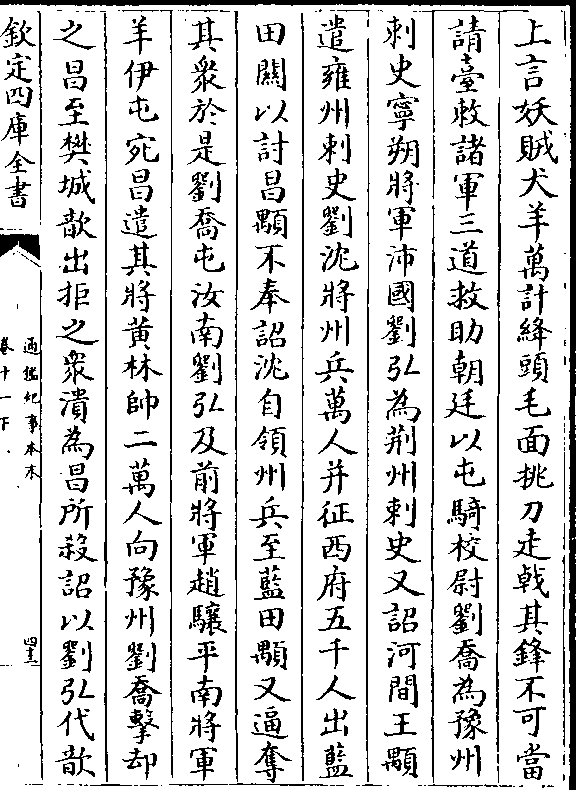 上言妖賊犬羊萬計絳頭毛面挑刀走戟其鋒不可當
請臺敕諸軍三道救助朝廷以屯騎校尉劉喬為豫州
刺史寧朔將軍沛國劉弘為荆州刺史又詔河間王顒
遣雍州刺史劉沈將州兵萬人并征西府五千人出藍
田關以討昌顒不奉詔沈自領州兵至藍田顒又逼奪
其衆於是劉喬屯汝南劉弘及前將軍趙驤平南將軍
羊伊屯宛昌遣其將黄林帥二萬人向豫州劉喬擊却
之昌至樊城歆出拒之衆潰為昌所殺詔以劉弘代歆
欽定四庫全書
通鑑紀事本末
卷十一下